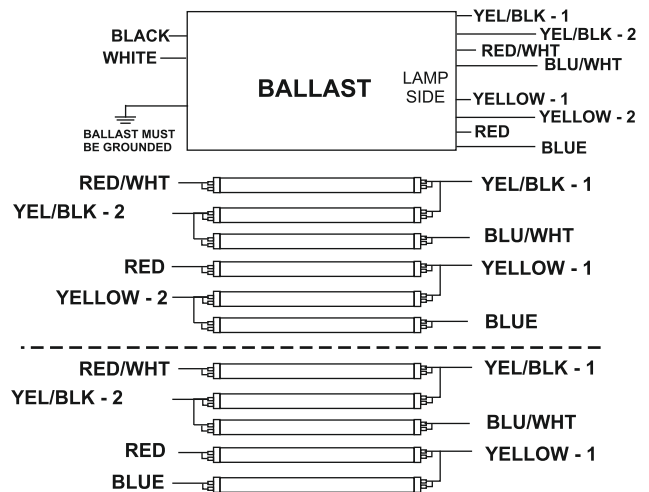 YEL/BLK - 1
YEL/BLK - 2
BLACK
RED/WHT
WHITE
BLU/WHT
LAMP
SIDE
BALLAST
YELLOW - 1
YELLOW - 2
BALLAST MUST
BE GROUNDED
RED
BLUE
RED/WHT
YEL/BLK - 1
YEL/BLK - 2
BLU/WHT
RED
YELLOW - 1
YELLOW - 2
BLUE
RED/WHT
YEL/BLK - 1
YEL/BLK - 2
BLU/WHT
RED
YELLOW - 1
BLUE